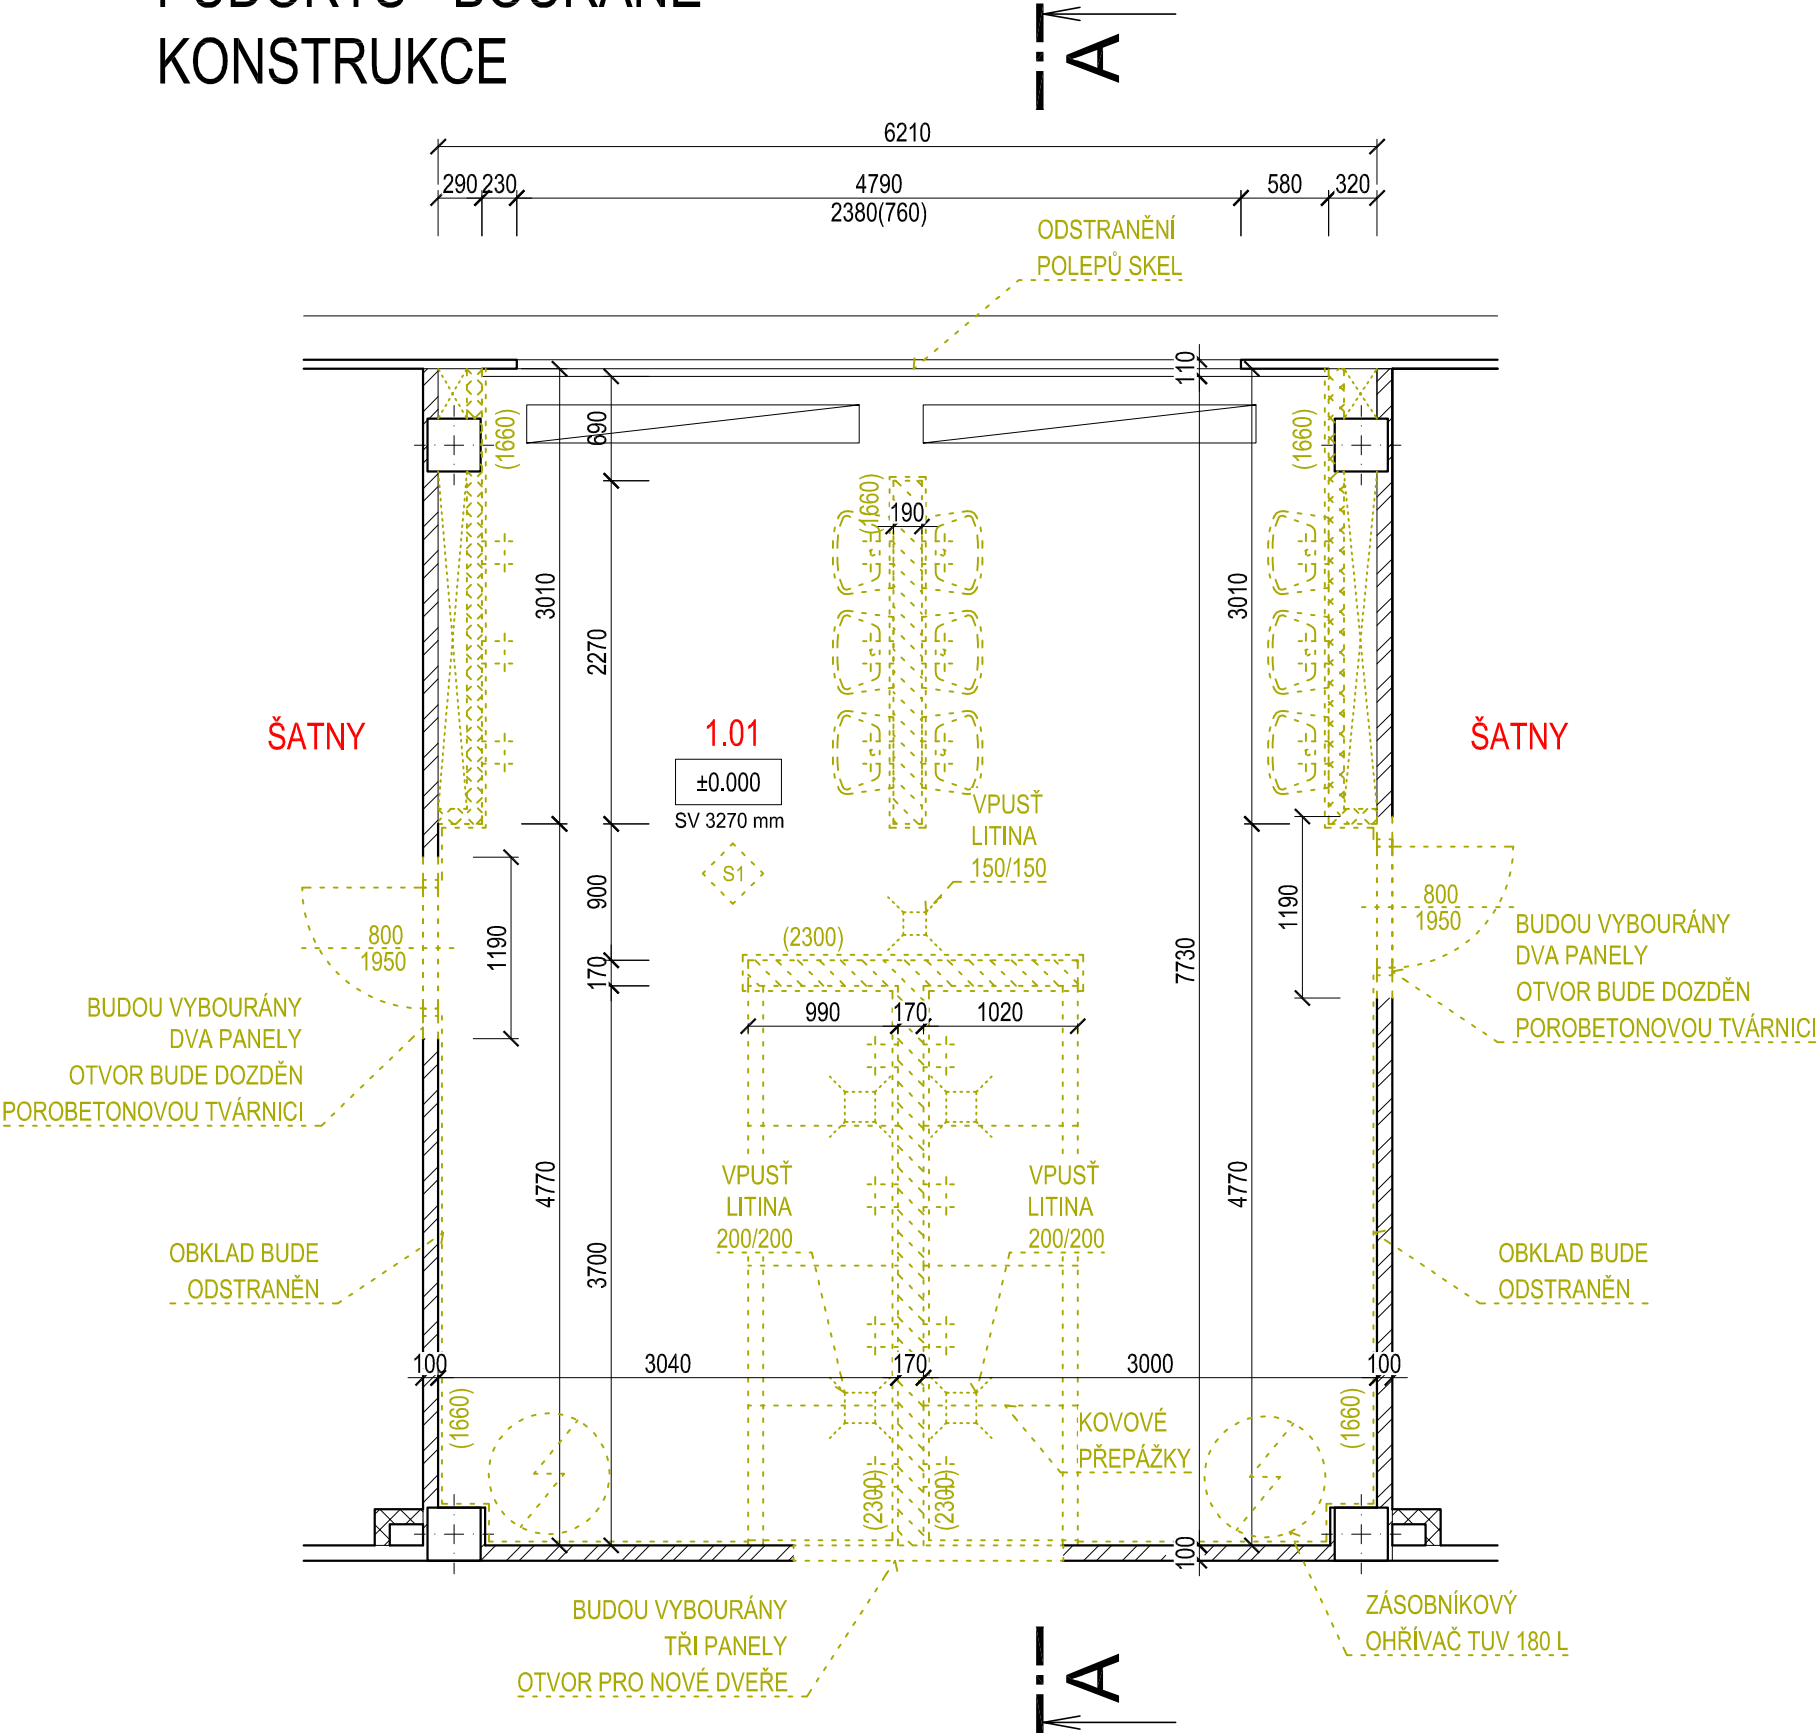 PŮDORYS - BOURANÉ
KONSTRUKCE
A
6210
290
230
4790
580
320
2380(760)
ODSTRANĚNÍ
POLEPŮ SKEL
110
690
(1660)
(1660)
(1660)
190
3010
2270
3010
ŠATNY
1.01
±0.000
SV 3270 mm
S1
ŠATNY
VPUSŤ
LITINA
150/150
900
1190
800
1950
1190
800
1950
BUDOU VYBOURÁNY
DVA PANELY
OTVOR BUDE DOZDĚN
POROBETONOVOU TVÁRNICI
(2300)
170
7730
BUDOU VYBOURÁNY
DVA PANELY
OTVOR BUDE DOZDĚN
POROBETONOVOU TVÁRNICI
990
170
1020
4770
VPUSŤ
LITINA
200/200
VPUSŤ
LITINA
200/200
4770
3700
OBKLAD BUDE
ODSTRANĚN
OBKLAD BUDE
ODSTRANĚN
100
3040
170
3000
100
(1660)
(1660)
KOVOVÉ
PŘEPÁŽKY
(2300)
(2300)
100
BUDOU VYBOURÁNY
TŘI PANELY
OTVOR PRO NOVÉ DVEŘE
ZÁSOBNÍKOVÝ
OHŘÍVAČ TUV 180 L
A